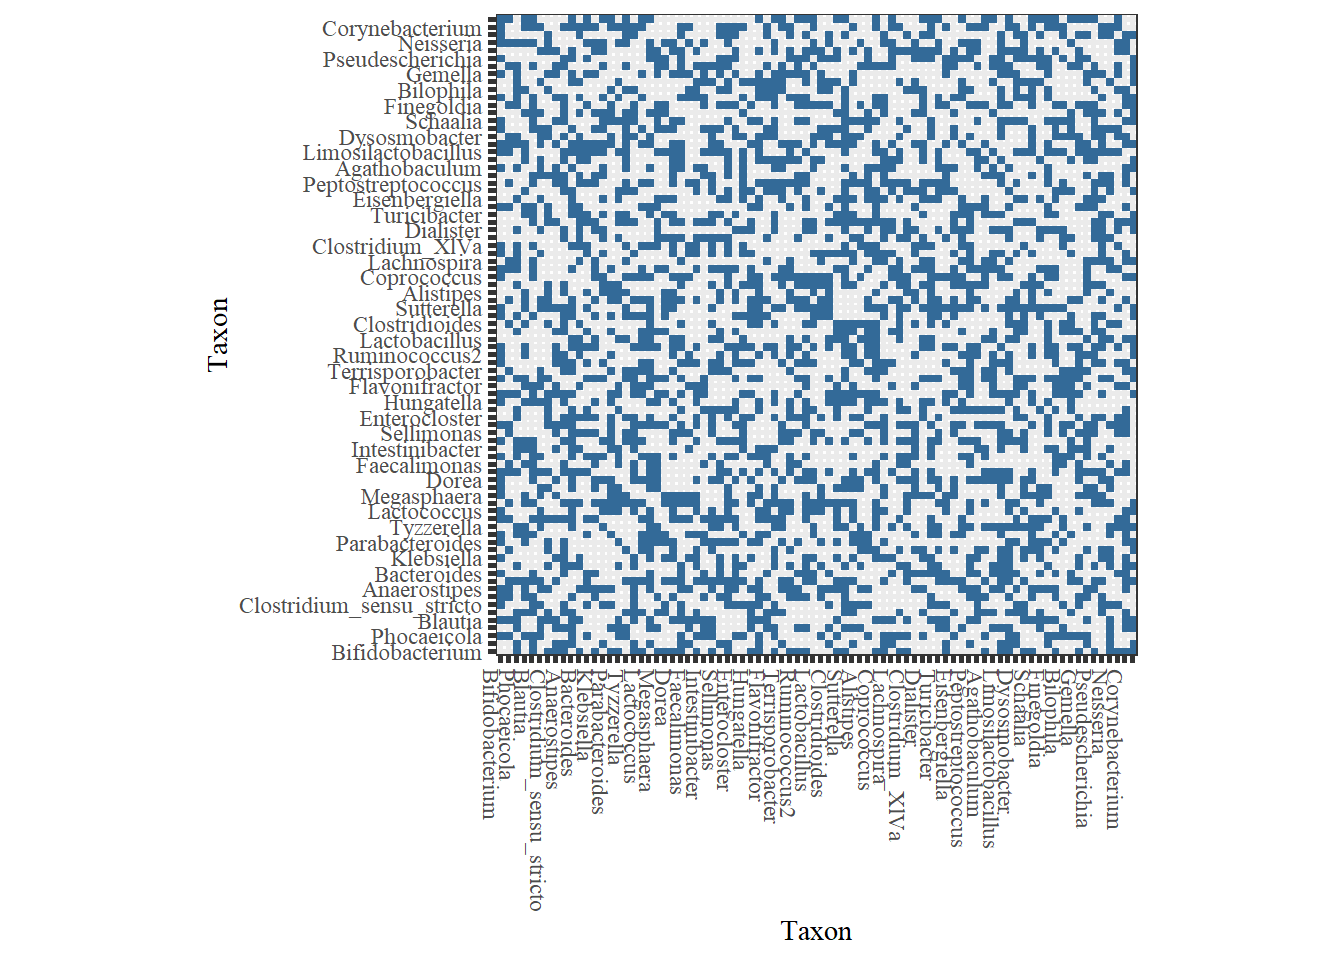 Corynebacterium
Neisseria
Pseudescherichia
Gemella
Bilophila
Finegoldia
Schaalia
Dysosmobacter
Limosilactobacillus
Agathobaculum
Peptostreptococcus
Eisenbergiella
Turicibacter
Dialister
Clostridium_XlVa
Lachnospira
Coprococcus
Alistipes
Sutterella
Clostridioides
Lactobacillus
Ruminococcus2
Terrisporobacter
Flavonifractor
Hungatella
Enterocloster
Sellimonas
Intestinibacter
Faecalimonas
Dorea
Megasphaera
Lactococcus
Tyzzerella
Parabacteroides
Klebsiella
Bacteroides
Anaerostipes
Clostridium_sensu_stricto
Blautia
Phocaeicola
Bifidobacterium
Taxon
Bifidobacterium
Phocaeicola
Blautia
Clostridium_sensu_stricto
Anaerostipes
Bacteroides
Klebsiella
Parabacteroides
Tyzzerella
Lactococcus
Megasphaera
Dorea
Faecalimonas
Intestinibacter
Sellimonas
Enterocloster
Hungatella
Flavonifractor
Terrisporobacter
Ruminococcus2
Lactobacillus
Clostridioides
Sutterella
Alistipes
Coprococcus
Lachnospira
Clostridium_XlVa
Dialister
Turicibacter
Eisenbergiella
Peptostreptococcus
Agathobaculum
Limosilactobacillus
Dysosmobacter
Schaalia
Finegoldia
Bilophila
Gemella
Pseudescherichia
Neisseria
Corynebacterium
Taxon